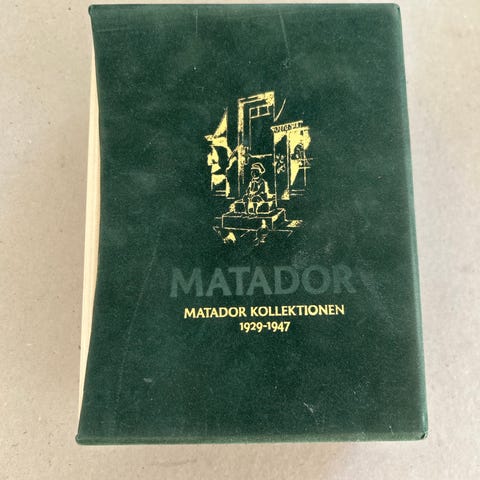 MATADOR
MATADOR KOLLEKTIONEN
1929-1947